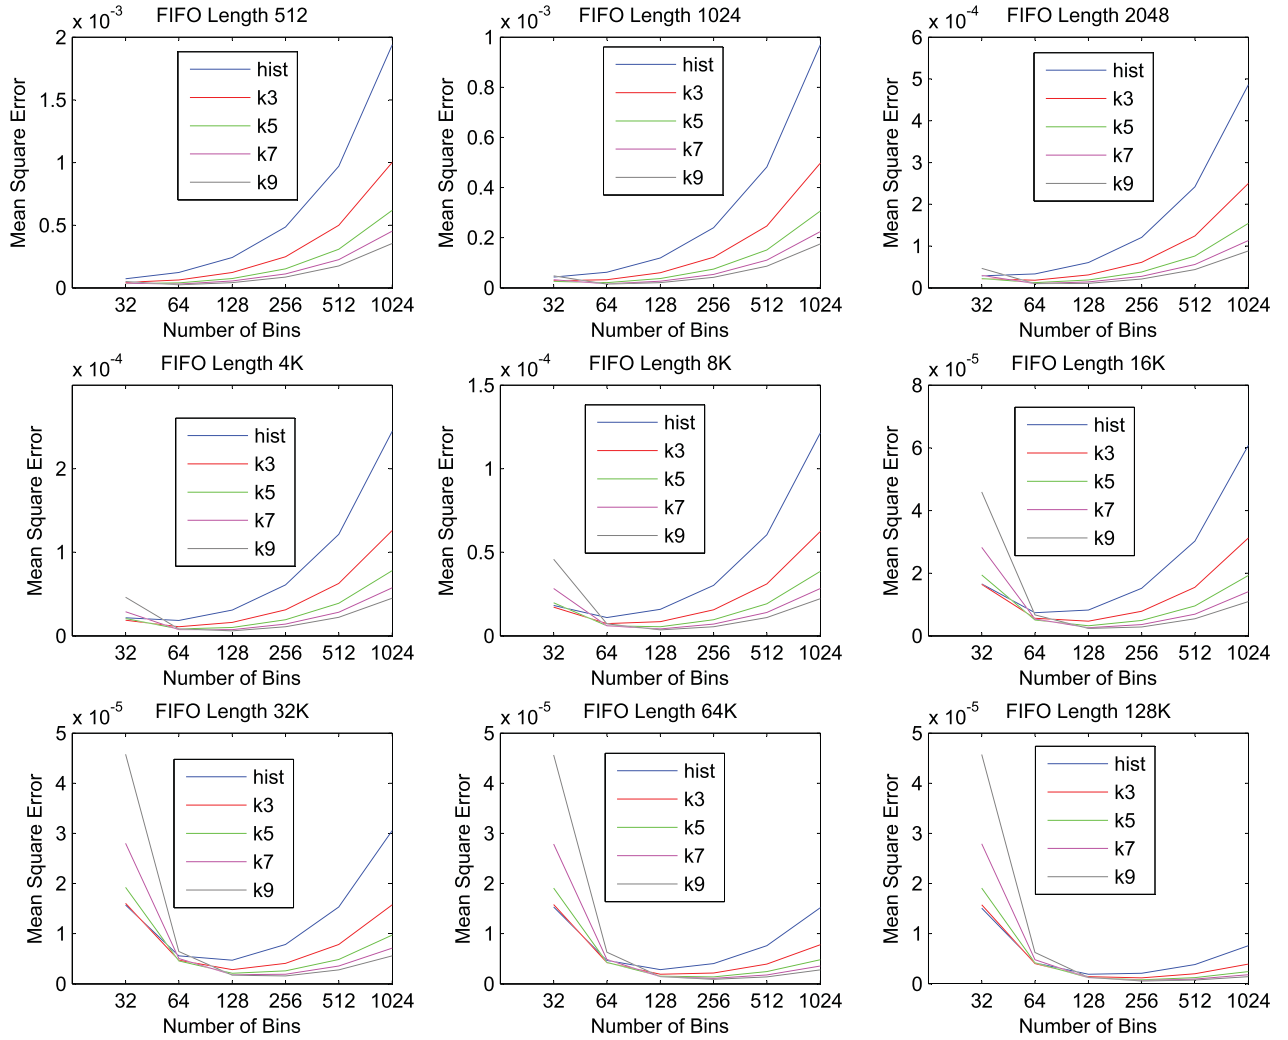 x 10^-3
FIFO Length 512
Mean Square Error
2
1.5
1
0.5
0
hist
k3
k5
k7
k9
32 64 128 256 512 1024
Number of Bins
x 10^-3
FIFO Length 1024
Mean Square Error
1
0.8
0.6
0.4
0.2
0
hist
k3
k5
k7
k9
32 64 128 256 512 1024
Number of Bins
x 10^-4
FIFO Length 2048
Mean Square Error
6
5
4
3
2
1
0
hist
k3
k5
k7
k9
32 64 128 256 512 1024
Number of Bins
x 10^-4
FIFO Length 4K
Mean Square Error
2
1
0
hist
k3
k5
k7
k9
32 64 128 256 512 1024
Number of Bins
x 10^-4
FIFO Length 8K
Mean Square Error
1.5
1
0.5
0
hist
k3
k5
k7
k9
32 64 128 256 512 1024
Number of Bins
x 10^-5
FIFO Length 16K
Mean Square Error
8
6
4
2
0
hist
k3
k5
k7
k9
32 64 128 256 512 1024
Number of Bins
x 10^-5
FIFO Length 32K
Mean Square Error
5
4
3
2
1
0
hist
k3
k5
k7
k9
32 64 128 256 512 1024
Number of Bins
x 10^-5
FIFO Length 64K
Mean Square Error
5
4
3
2
1
0
hist
k3
k5
k7
k9
32 64 128 256 512 1024
Number of Bins
x 10^-5
FIFO Length 128K
Mean Square Error
5
4
3
2
1
0
hist
k3
k5
k7
k9
32 64 128 256 512 1024
Number of Bins